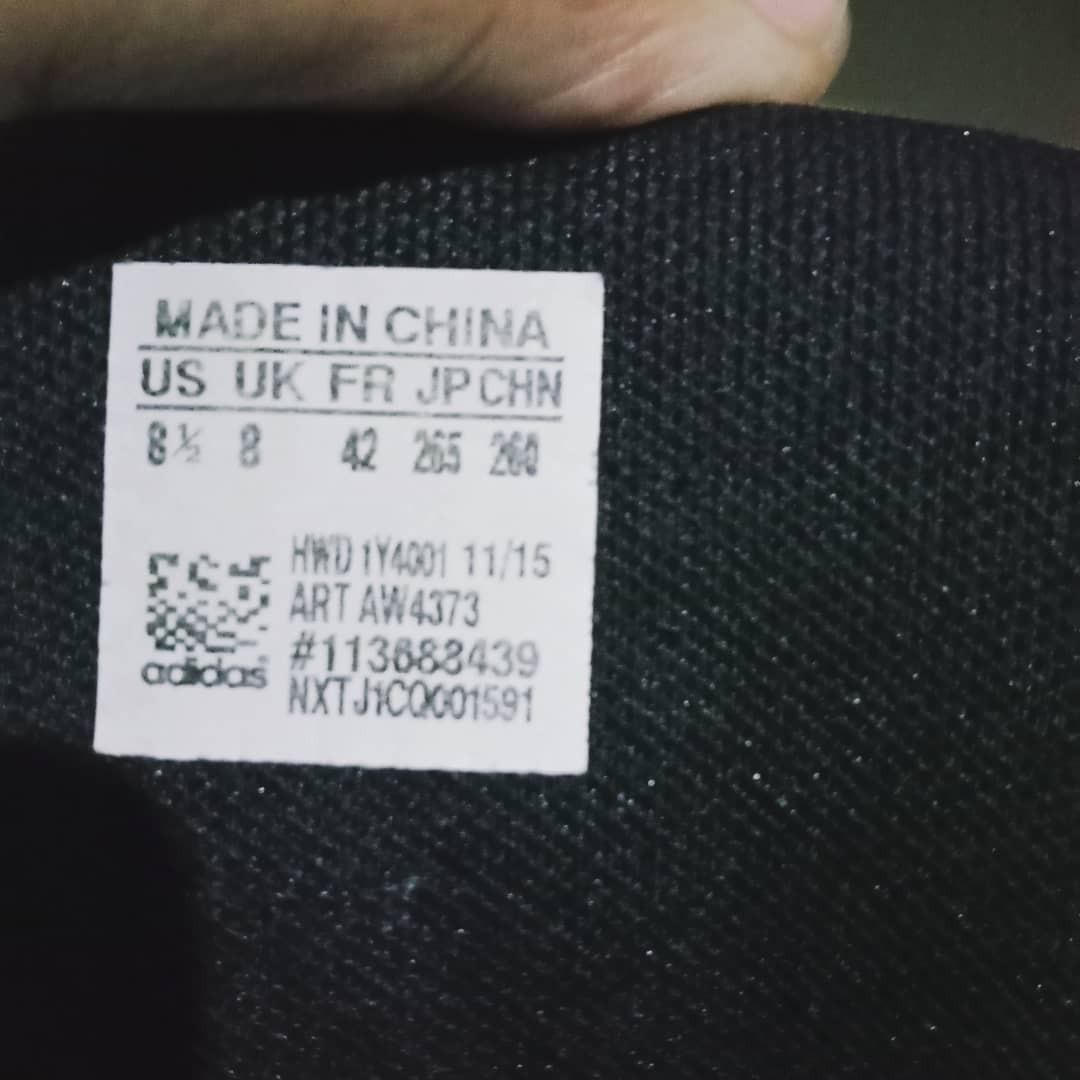 MADE IN CHINA
US UK FR JP CHN
8½ 8 42 265 260
HWD 1Y4001 11/15
ART AW4373
#113688439
NXTJ1CQ001591
adidas